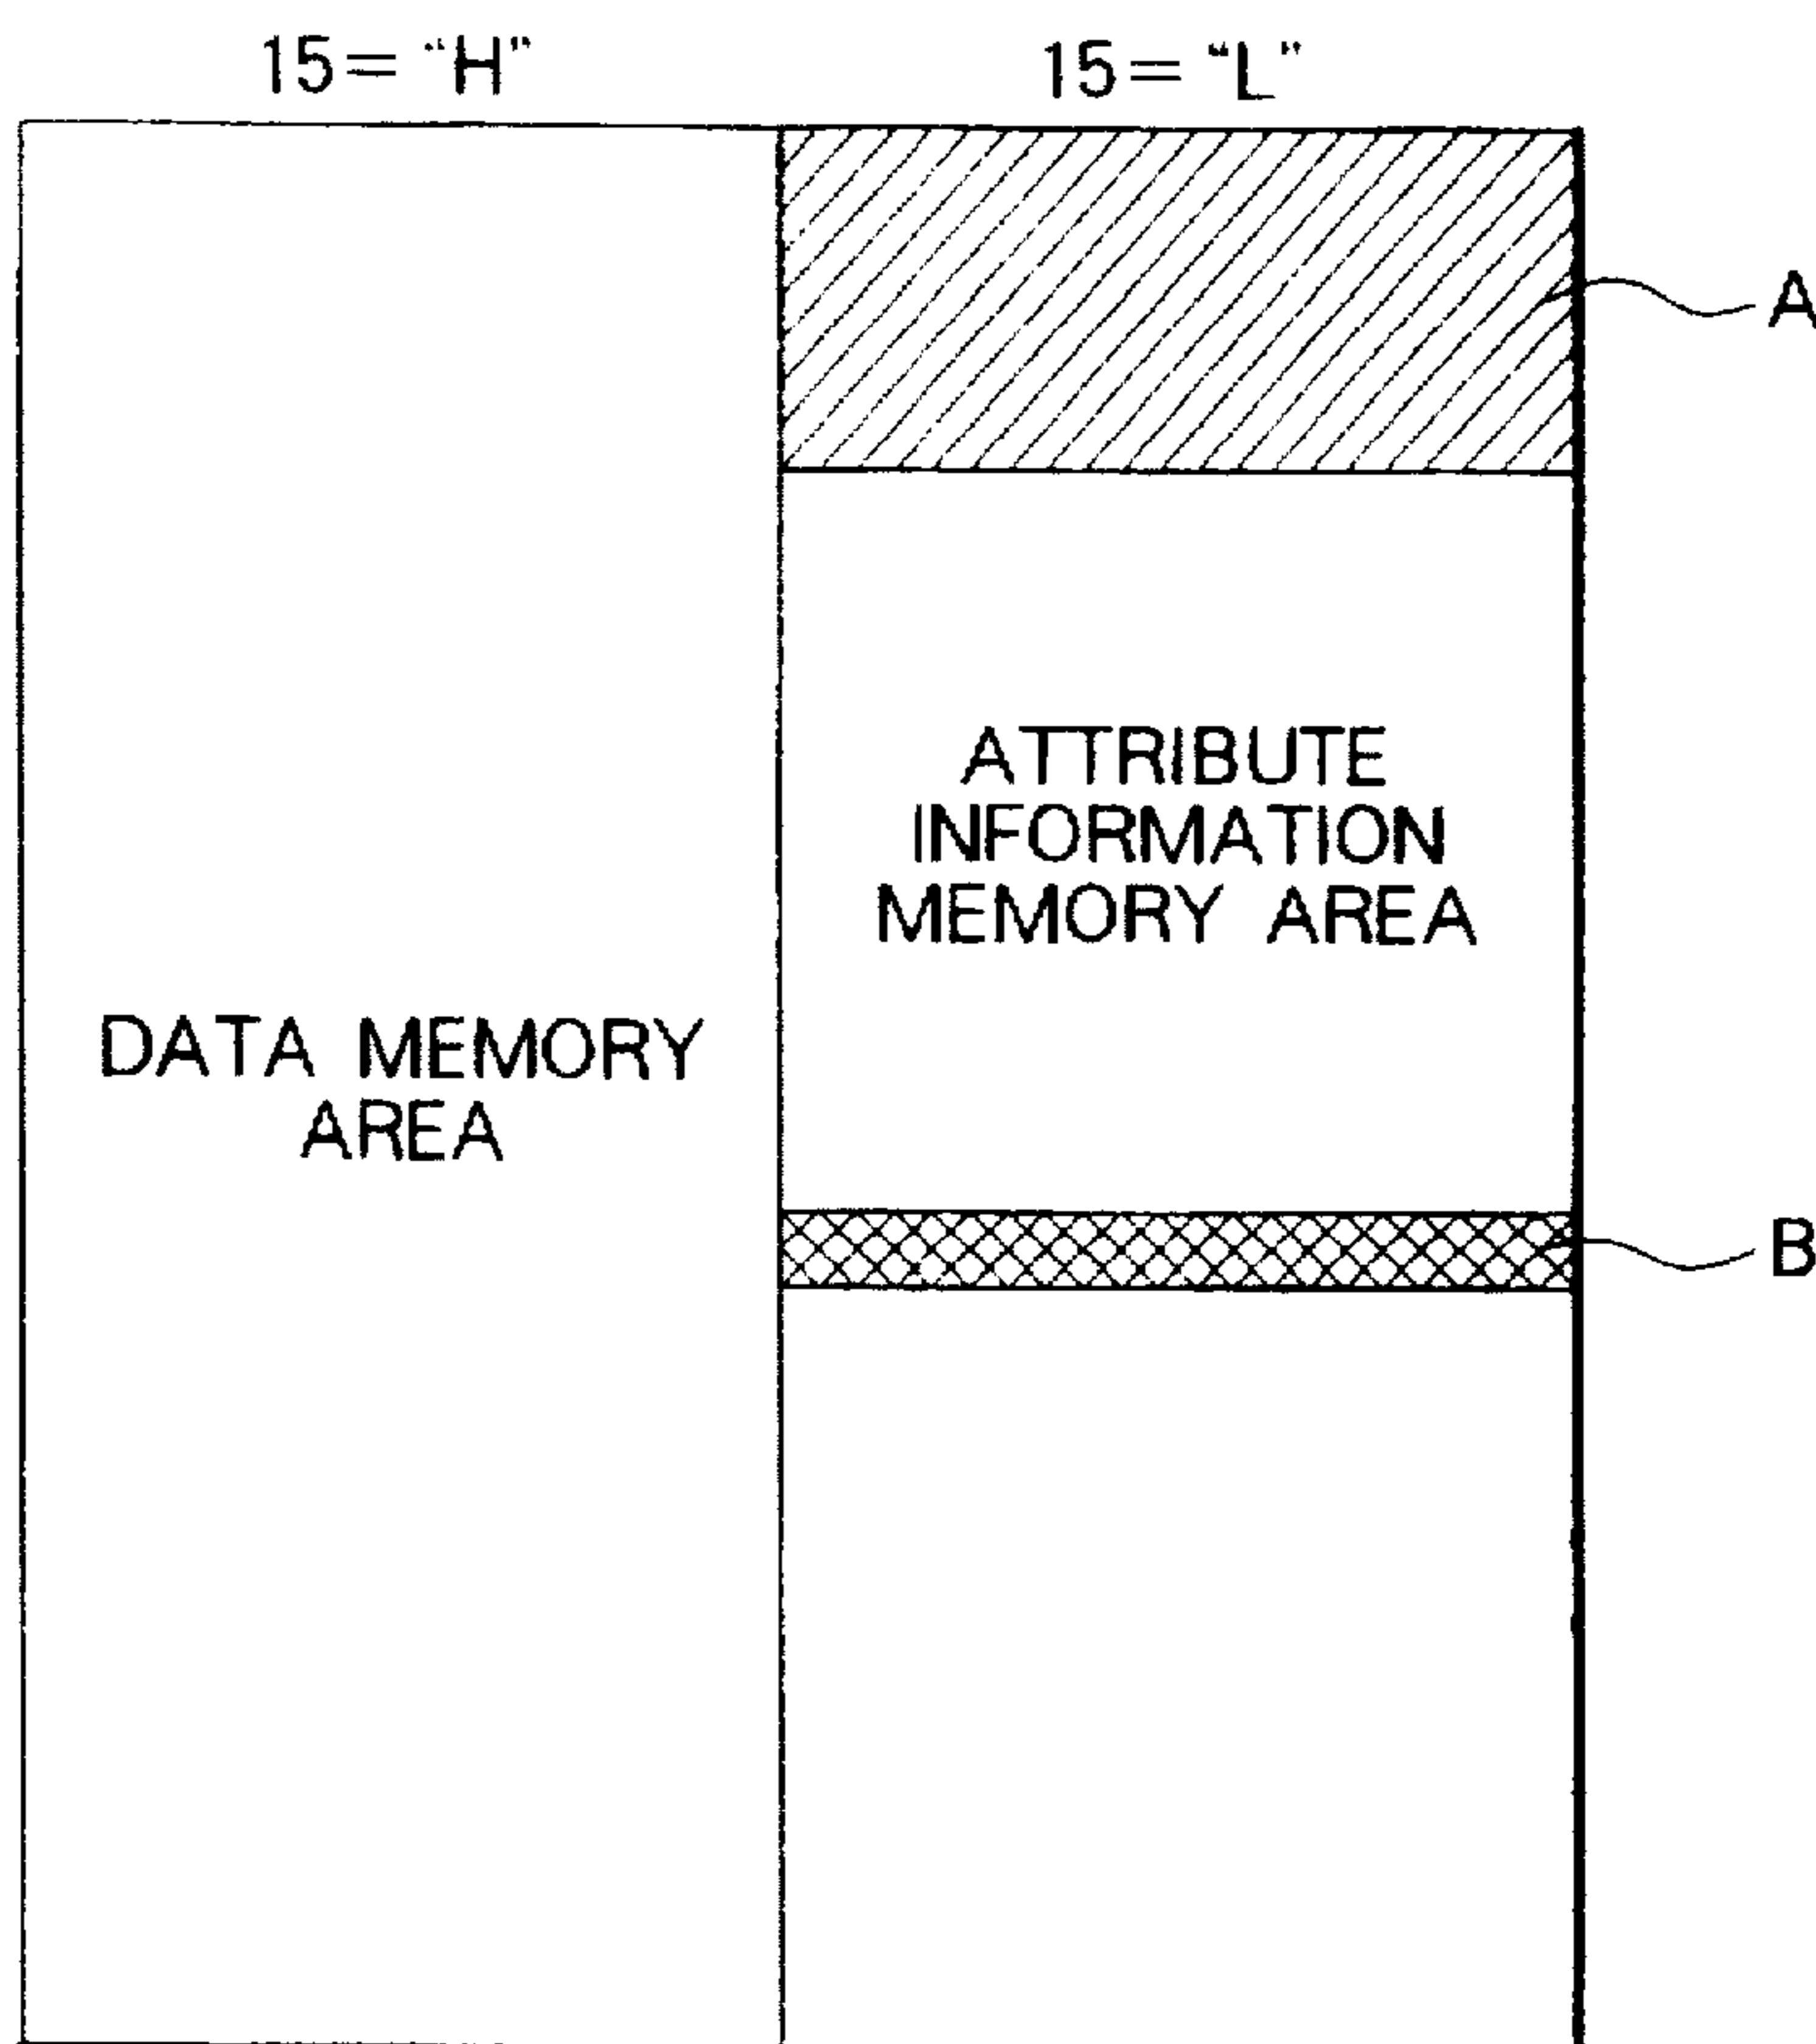 15= "H"
15= "L"
A
ATTRIBUTE
INFORMATION
MEMORY AREA
DATA MEMORY
AREA
B